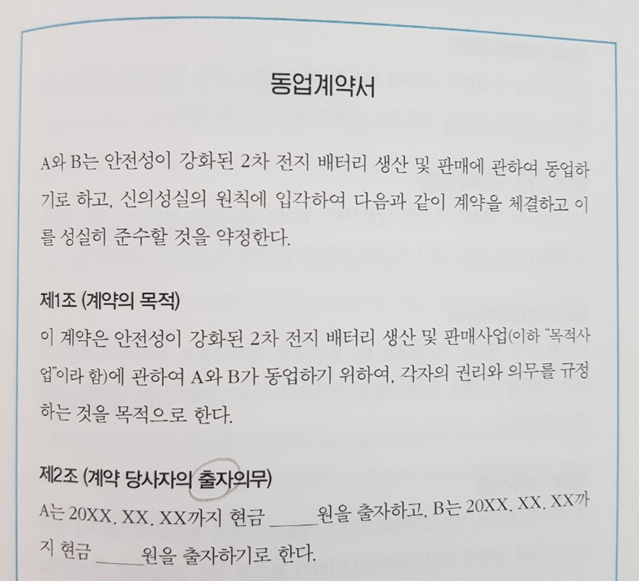 동업계약서
A와 B는 안전성이 강화된 2차 전지 배터리 생산 및 판매에 관하여 동업하
기로 하고, 신의성실의 원칙에 입각하여 다음과 같이 계약을 체결하고 이
를 성실히 준수할 것을 약정한다.
제1조 (계약의 목적)
이 계약은 안전성이 강화된 2차 전지 배터리 생산 및 판매사업(이하 “목적사
업”이라 함)에 관하여 A와 B가 동업하기 위하여, 각자의 권리와 의무를 규정
하는 것을 목적으로 한다.
제2조 (계약 당사자의 출자의무)
A는 20XX. XX. XX까지 현금 _____원을 출자하고, B는 20XX. XX. XX까
지 현금 _____원을 출자하기로 한다.